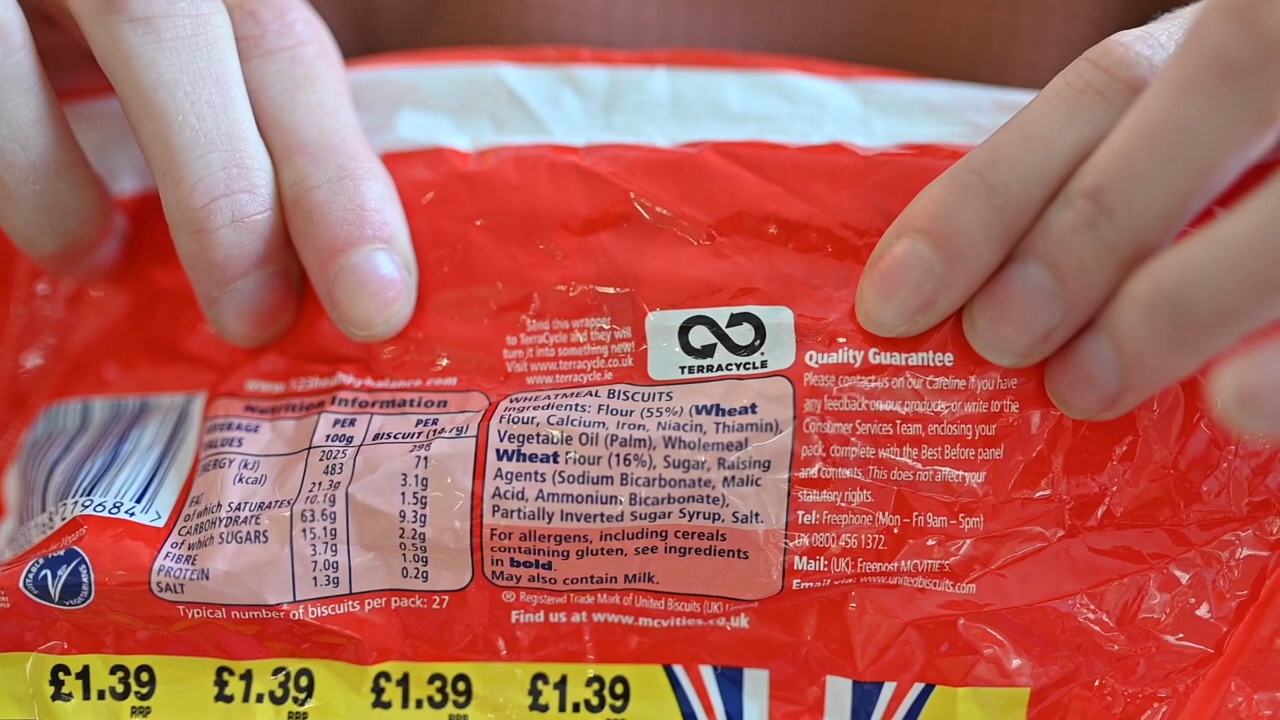 Send this wrapper
to TerraCycle and they will
turn it into something new!
Visit www.terracycle.co.uk
www.terracycle.ie
TERRACYCLE®
www.123healthybalance.com
Nutrition Information
AVERAGE VALUES PER 100g PER BISCUIT (14.7g)
ENERGY (kJ) 2025 298
(kcal) 483 71
FAT 21.3g 3.1g
of which SATURATES 10.1g 1.5g
CARBOHYDRATE 63.6g 9.3g
of which SUGARS 15.1g 2.2g
FIBRE 3.7g 0.5g
PROTEIN 7.0g 1.0g
SALT 1.3g 0.2g
Typical number of biscuits per pack: 27
WHEATMEAL BISCUITS
Ingredients: Flour (55%) (Wheat
Flour, Calcium, Iron, Niacin, Thiamin),
Vegetable Oil (Palm), Wholemeal
Wheat Flour (16%), Sugar, Raising
Agents (Sodium Bicarbonate, Malic
Acid, Ammonium Bicarbonate),
Partially Inverted Sugar Syrup, Salt.
For allergens, including cereals
containing gluten, see ingredients
in bold.
May also contain Milk.
® Registered Trade Mark of United Biscuits (UK)
Find us at www.mcvities.co.uk
Quality Guarantee
Please contact us on our Careline if you have
any feedback on our products, or write to the
Consumer Services Team, enclosing your
pack, complete with the Best Before panel
and contents. This does not affect your
statutory rights.
Tel: Freephone (Mon – Fri 9am – 5pm)
UK 0800 456 1372.
Mail: (UK): Freepost MCVITIE'S.
Email via: www.unitedbiscuits.com
279684 >
SUITABLE FOR
VEGETARIANS
£1.39 £1.39 £1.39 £1.39
RRP RRP RRP